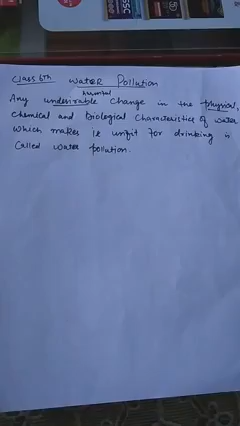 Class 6th Water Pollution
harmful
Any undesirable change in the physical,
chemical and Biological characteristics of water
which makes it unfit for drinking is
called water pollution.